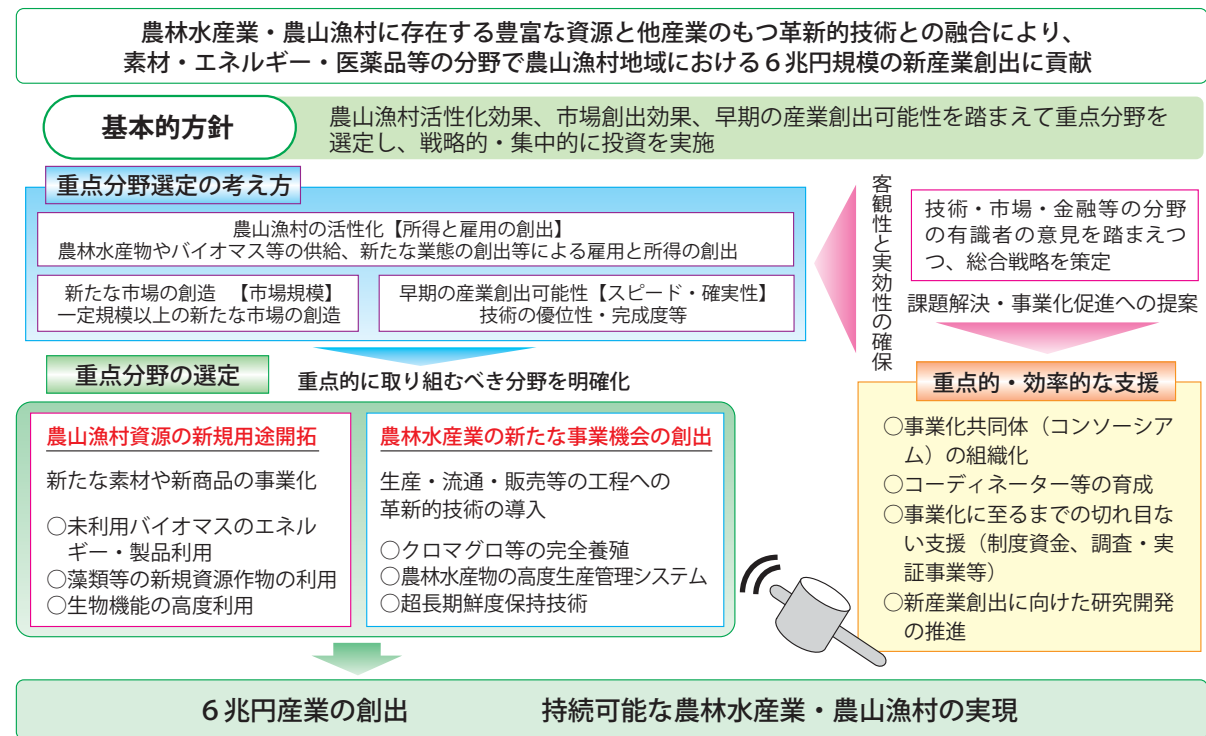 農林水産業・農山漁村に存在する豊富な資源と他産業のもつ革新的技術との融合により、
素材・エネルギー・医薬品等の分野で農山漁村地域における６兆円規模の新産業創出に貢献
基本的方針
農山漁村活性化効果、市場創出効果、早期の産業創出可能性を踏まえて重点分野を
選定し、戦略的・集中的に投資を実施
重点分野選定の考え方
農山漁村の活性化【所得と雇用の創出】
農林水産物やバイオマス等の供給、新たな業態の創出等による雇用と所得の創出
新たな市場の創造　【市場規模】
一定規模以上の新たな市場の創造
早期の産業創出可能性【スピード・確実性】
技術の優位性・完成度等
客観性と実効性の確保
技術・市場・金融等の分野
の有識者の意見を踏まえつ
つ、総合戦略を策定
課題解決・事業化促進への提案
重点分野の選定
重点的に取り組むべき分野を明確化
農山漁村資源の新規用途開拓
新たな素材や新商品の事業化
○未利用バイオマスのエネル
ギー・製品利用
○藻類等の新規資源作物の利用
○生物機能の高度利用
農林水産業の新たな事業機会の創出
生産・流通・販売等の工程への
革新的技術の導入
○クロマグロ等の完全養殖
○農林水産物の高度生産管理システム
○超長期鮮度保持技術
重点的・効率的な支援
○事業化共同体（コンソーシア
ム）の組織化
○コーディネーター等の育成
○事業化に至るまでの切れ目な
い支援（制度資金、調査・実
証事業等）
○新産業創出に向けた研究開発
の推進
６兆円産業の創出
持続可能な農林水産業・農山漁村の実現